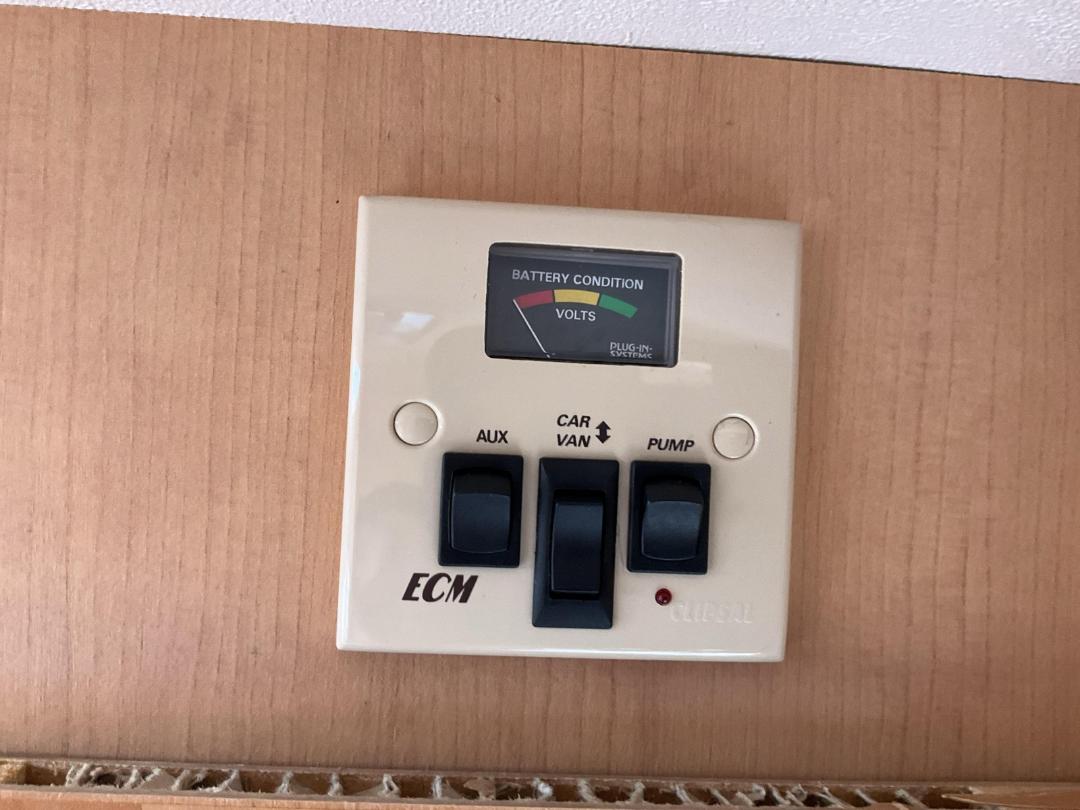 BATTERY CONDITION
VOLTS
PLUG-IN-
SYSTEMS
AUX
CAR
VAN
PUMP
ECM
CLIPSAL